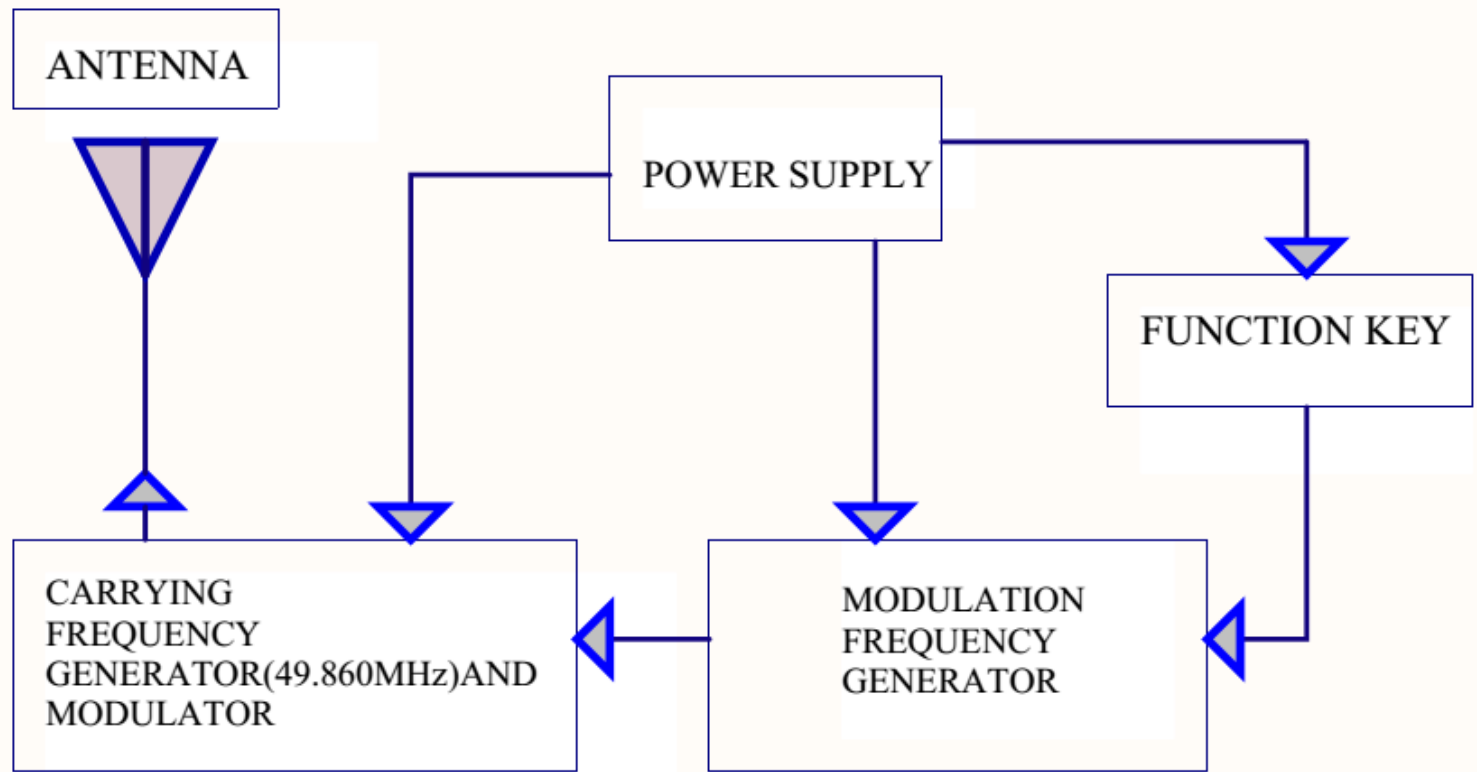 ANTENNA
POWER SUPPLY
FUNCTION KEY
CARRYING
FREQUENCY
GENERATOR(49.860MHz)AND
MODULATOR
MODULATION
FREQUENCY
GENERATOR